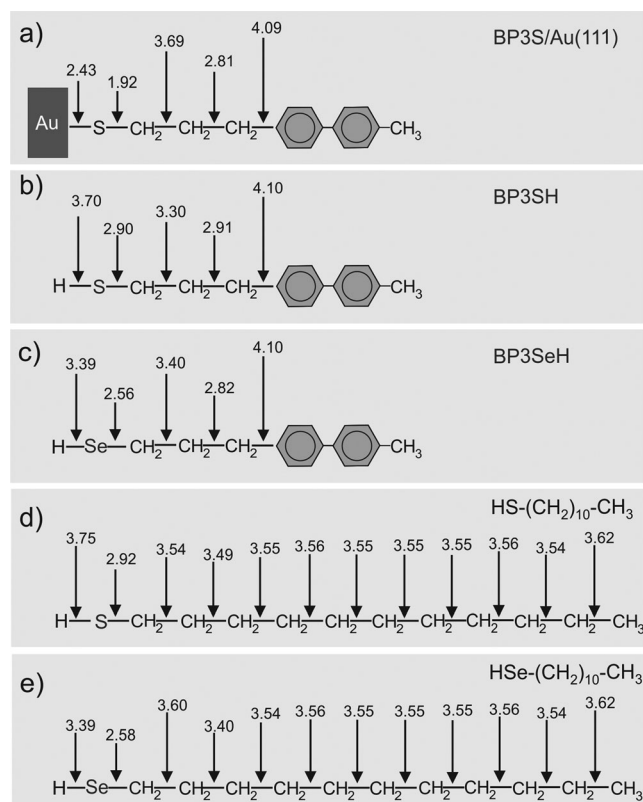 a) BP3S/Au(111)
2.43 1.92 3.69 2.81 4.09
Au S CH₂ CH₂ CH₂ CH₃
b) BP3SH
3.70 2.90 3.30 2.91 4.10
H S CH₂ CH₂ CH₂ CH₃
c) BP3SeH
3.39 2.56 3.40 2.82 4.10
H Se CH₂ CH₂ CH₂ CH₃
d) HS-(CH₂)₁₀-CH₃
3.75 2.92 3.54 3.49 3.55 3.56 3.55 3.55 3.55 3.56 3.54 3.62
H S CH₂ CH₂ CH₂ CH₂ CH₂ CH₂ CH₂ CH₂ CH₂ CH₂ CH₃
e) HSe-(CH₂)₁₀-CH₃
3.39 2.58 3.60 3.40 3.54 3.56 3.55 3.55 3.55 3.56 3.54 3.62
H Se CH₂ CH₂ CH₂ CH₂ CH₂ CH₂ CH₂ CH₂ CH₂ CH₂ CH₃